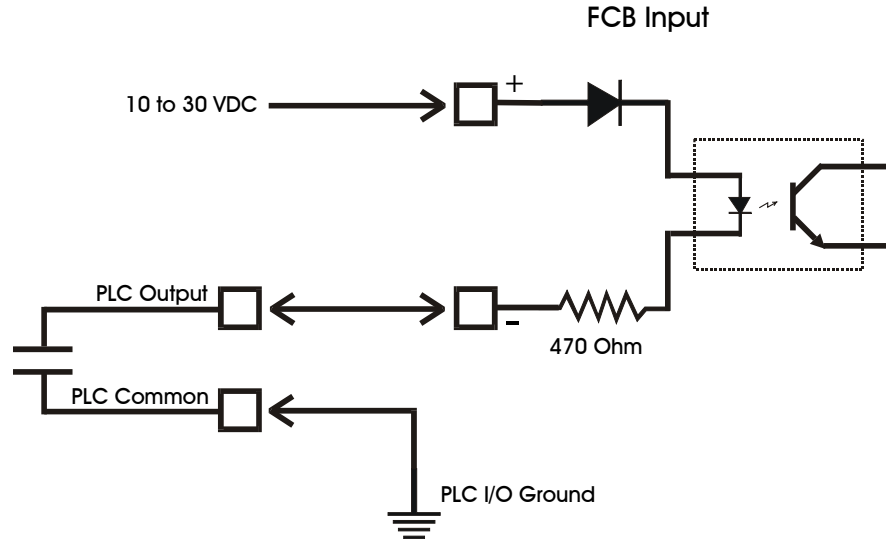 FCB Input
10 to 30 VDC
+
PLC Output
-
470 Ohm
PLC Common
PLC I/O Ground